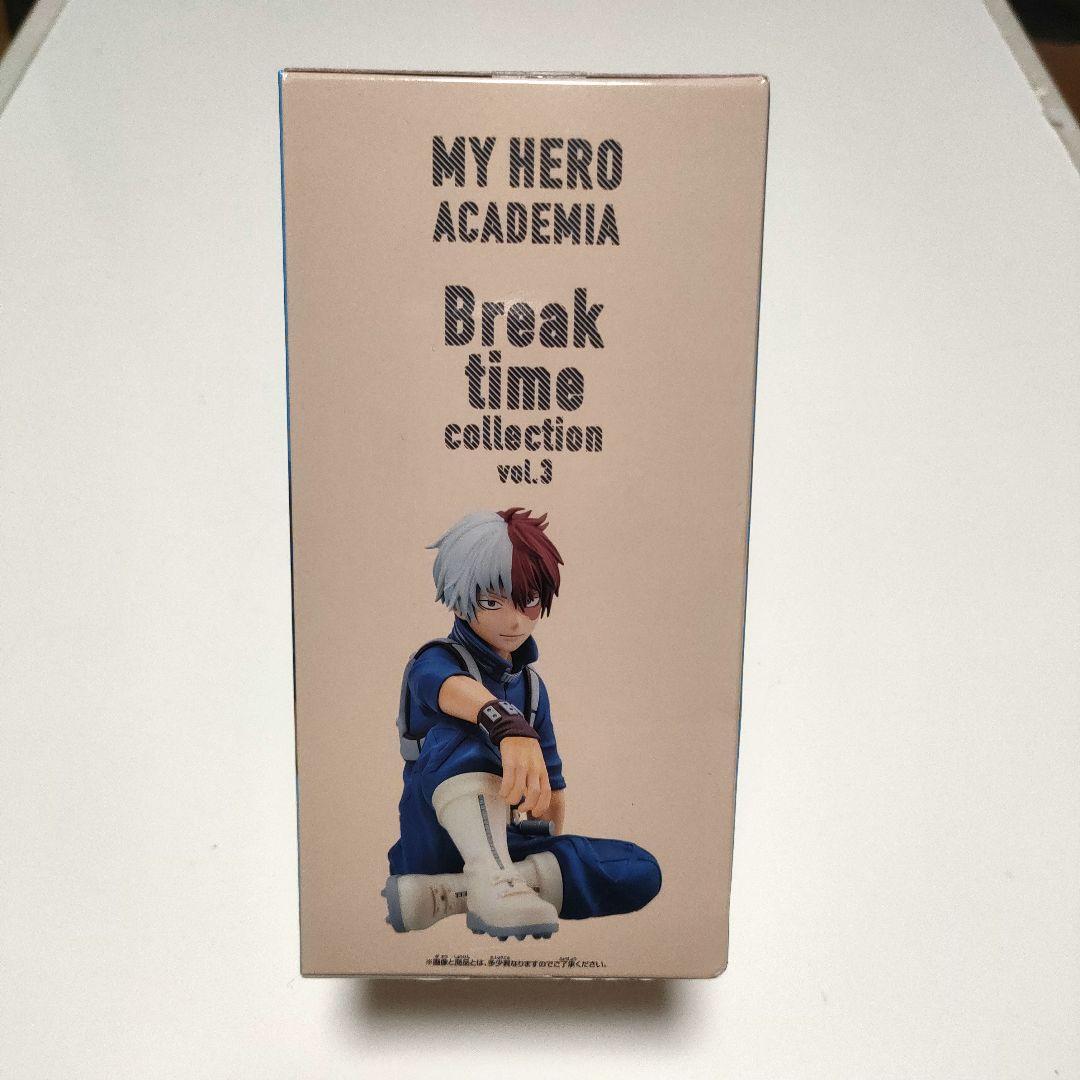 MY HERO
ACADEMIA
Break
time
collection
vol.3
※画像と商品とは、多少異なりますのでご了承ください。